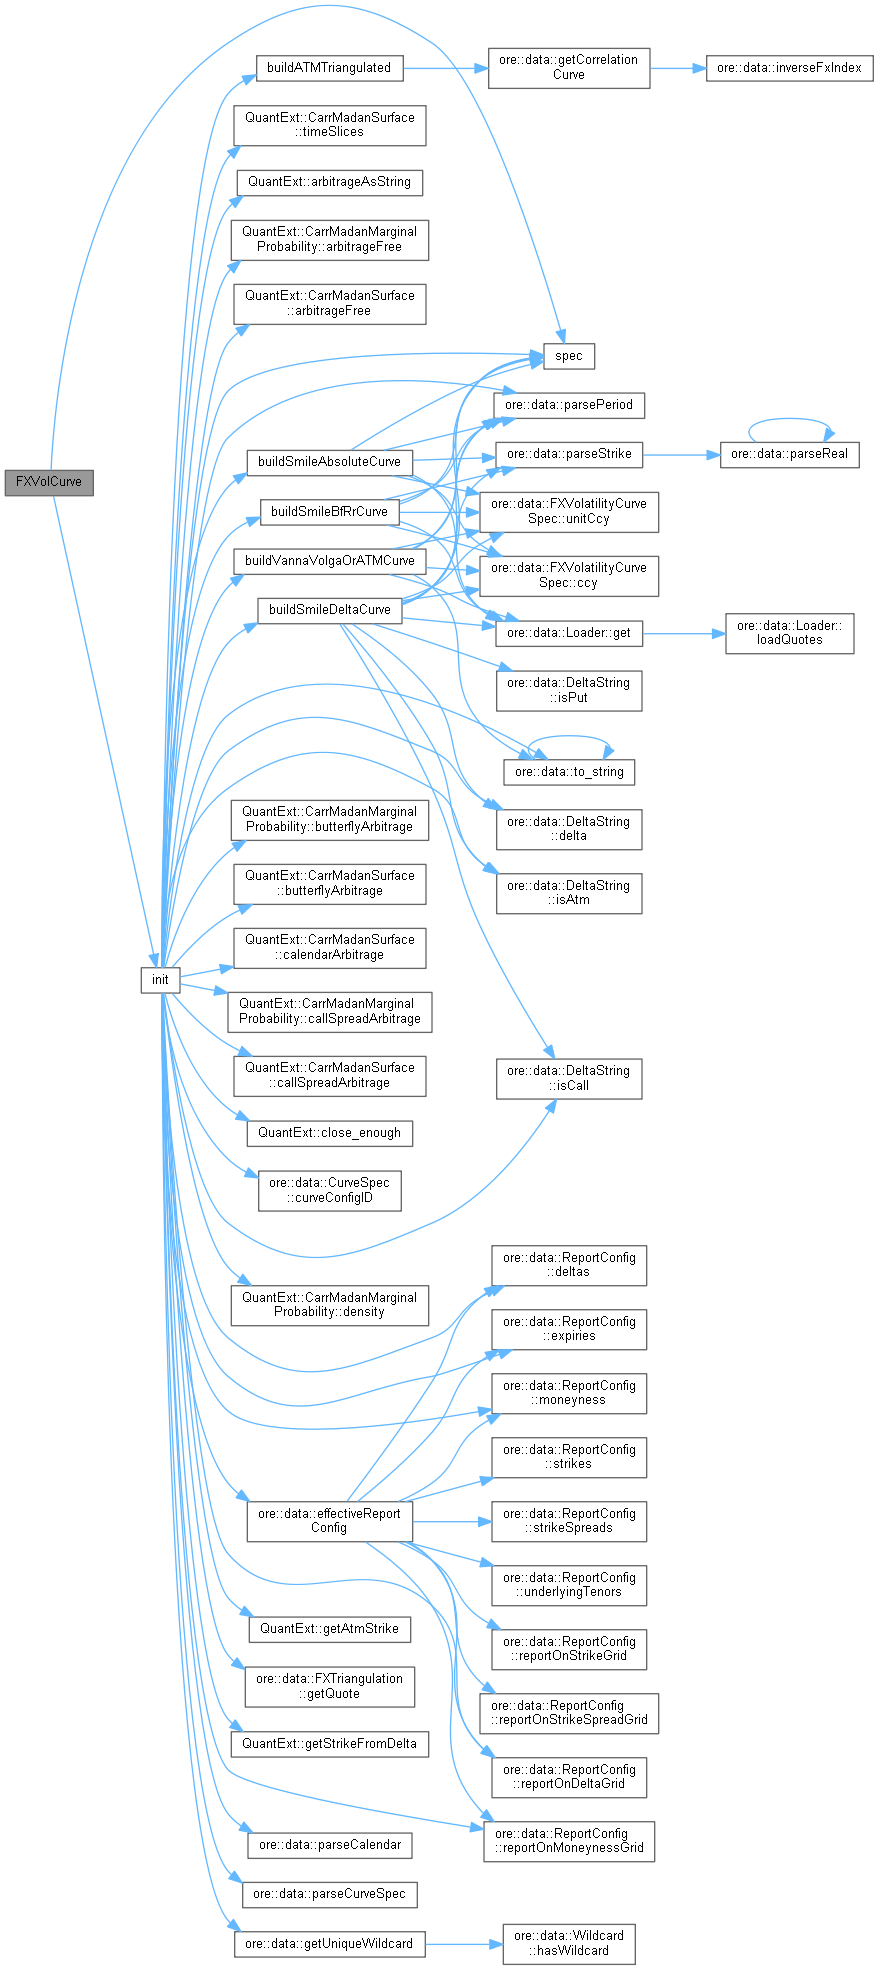 buildATMTriangulated
ore::data::getCorrelation
Curve
ore::data::inverseFxIndex
QuantExt::CarrMadanSurface
::timeSlices
QuantExt::arbitrageAsString
QuantExt::CarrMadanMarginal
Probability::arbitrageFree
QuantExt::CarrMadanSurface
::arbitrageFree
spec
ore::data::parsePeriod
buildSmileAbsoluteCurve
ore::data::parseStrike
ore::data::parseReal
FXVolCurve
buildSmileBfRrCurve
ore::data::FXVolatilityCurve
Spec::unitCcy
buildVannaVolgaOrATMCurve
ore::data::FXVolatilityCurve
Spec::ccy
buildSmileDeltaCurve
ore::data::Loader::get
ore::data::Loader::
loadQuotes
ore::data::DeltaString
::isPut
ore::data::to_string
QuantExt::CarrMadanMarginal
Probability::butterflyArbitrage
ore::data::DeltaString
::delta
QuantExt::CarrMadanSurface
::butterflyArbitrage
ore::data::DeltaString
::isAtm
QuantExt::CarrMadanSurface
::calendarArbitrage
init
QuantExt::CarrMadanMarginal
Probability::callSpreadArbitrage
QuantExt::CarrMadanSurface
::callSpreadArbitrage
ore::data::DeltaString
::isCall
QuantExt::close_enough
ore::data::CurveSpec
::curveConfigID
ore::data::ReportConfig
::deltas
QuantExt::CarrMadanMarginal
Probability::density
ore::data::ReportConfig
::expiries
ore::data::ReportConfig
::moneyness
ore::data::ReportConfig
::strikes
ore::data::effectiveReport
Config
ore::data::ReportConfig
::strikeSpreads
ore::data::ReportConfig
::underlyingTenors
QuantExt::getAtmStrike
ore::data::ReportConfig
::reportOnStrikeGrid
ore::data::FXTriangulation
::getQuote
ore::data::ReportConfig
::reportOnStrikeSpreadGrid
QuantExt::getStrikeFromDelta
ore::data::ReportConfig
::reportOnDeltaGrid
ore::data::parseCalendar
ore::data::ReportConfig
::reportOnMoneynessGrid
ore::data::parseCurveSpec
ore::data::getUniqueWildcard
ore::data::Wildcard
::hasWildcard